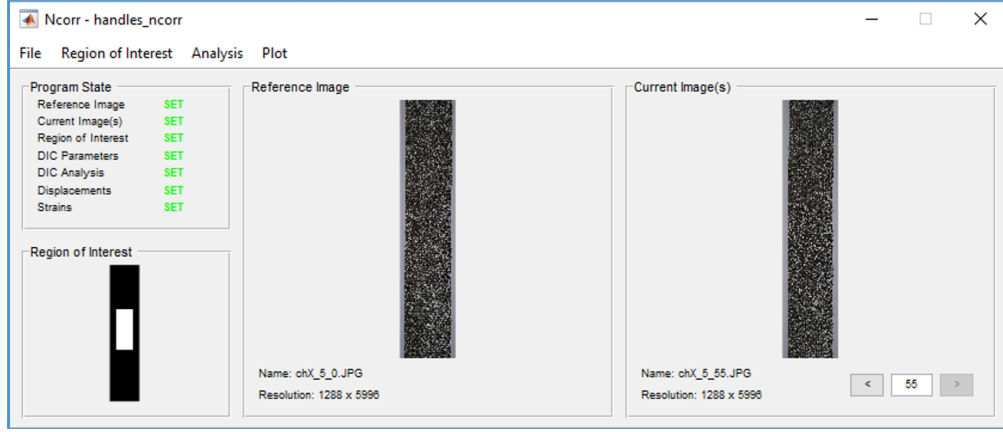 Ncorr - handles_ncorr
File Region of Interest Analysis Plot
Program State
Reference Image SET
Current Image(s) SET
Region of Interest SET
DIC Parameters SET
DIC Analysis SET
Displacements SET
Strains SET
Region of Interest
Reference Image
Name: chX_5_0.JPG
Resolution: 1288 x 5996
Current Image(s)
Name: chX_5_55.JPG
Resolution: 1288 x 5996
< 55 >